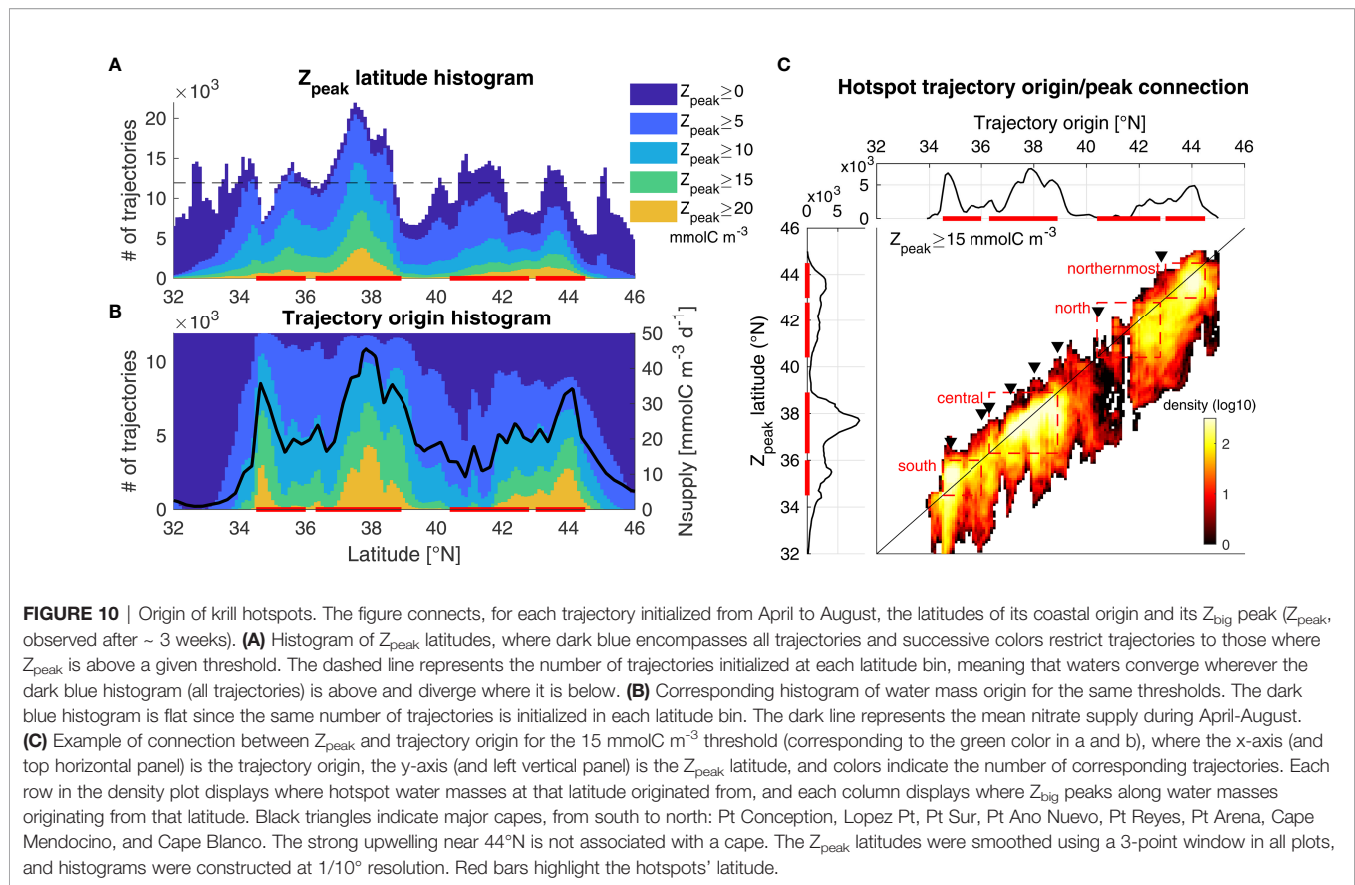 A
Z_peak latitude histogram
×10³
# of trajectories
20
15
10
5
0
32 34 36 38 40 42 44 46
Z_peak≥0
Z_peak≥5
Z_peak≥10
Z_peak≥15
Z_peak≥20
mmolC m⁻³
B
Trajectory origin histogram
×10³
# of trajectories
10
5
0
50
40
30
20
10
0
Nsupply [mmolC m⁻³ d⁻¹]
32 34 36 38 40 42 44 46
Latitude [°N]
C
Hotspot trajectory origin/peak connection
Trajectory origin [°N]
32 34 36 38 40 42 44 46
x10³
5
0
x10³
0 5
Z_peak≥15 mmolC m⁻³
46
44
42
40
38
36
34
32
Z_peak latitude (°N)
northernmost
north
central
south
density (log10)
2
1
0
FIGURE 10 | Origin of krill hotspots. The figure connects, for each trajectory initialized from April to August, the latitudes of its coastal origin and its Z_big peak (Z_peak,
observed after ~ 3 weeks). (A) Histogram of Z_peak latitudes, where dark blue encompasses all trajectories and successive colors restrict trajectories to those where
Z_peak is above a given threshold. The dashed line represents the number of trajectories initialized at each latitude bin, meaning that waters converge wherever the
dark blue histogram (all trajectories) is above and diverge where it is below. (B) Corresponding histogram of water mass origin for the same thresholds. The dark
blue histogram is flat since the same number of trajectories is initialized in each latitude bin. The dark line represents the mean nitrate supply during April-August.
(C) Example of connection between Z_peak and trajectory origin for the 15 mmolC m⁻³ threshold (corresponding to the green color in a and b), where the x-axis (and
top horizontal panel) is the trajectory origin, the y-axis (and left vertical panel) is the Z_peak latitude, and colors indicate the number of corresponding trajectories. Each
row in the density plot displays where hotspot water masses at that latitude originated from, and each column displays where Z_big peaks along water masses
originating from that latitude. Black triangles indicate major capes, from south to north: Pt Conception, Lopez Pt, Pt Sur, Pt Ano Nuevo, Pt Reyes, Pt Arena, Cape
Mendocino, and Cape Blanco. The strong upwelling near 44°N is not associated with a cape. The Z_peak latitudes were smoothed using a 3-point window in all plots,
and histograms were constructed at 1/10° resolution. Red bars highlight the hotspots' latitude.